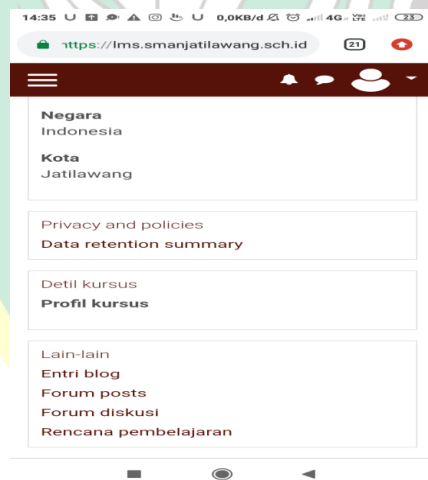 14:35
0,0KB/d
4G
23
https://lms.smanjatilawang.sch.id
21
Negara
Indonesia
Kota
Jatilawang
Privacy and policies
Data retention summary
Detil kursus
Profil kursus
Lain-lain
Entri blog
Forum posts
Forum diskusi
Rencana pembelajaran